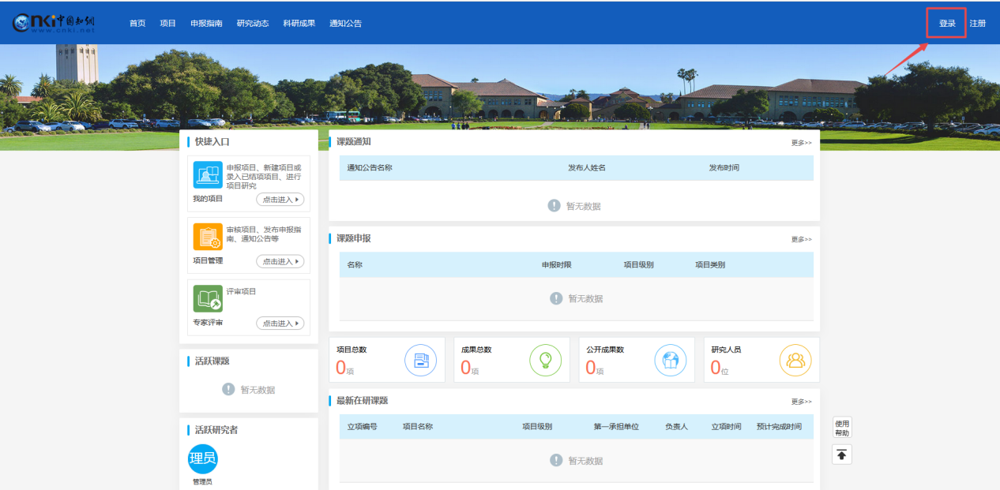 cnki中国知网
www.cnki.net
首页 项目 申报指南 研究动态 科研成果 通知公告 登录 注册
快捷入口
申报项目、新建项目或
录入已结项项目、进行
项目研究
我的项目 点击进入
审核项目、发布申报指
南、通知公告等
项目管理 点击进入
评审项目
专家评审 点击进入
活跃课题
暂无数据
活跃研究者
理员
管理员
课题通知 更多>>
通知公告名称 发布人姓名 发布时间
暂无数据
课题申报 更多>>
名称 申报时限 项目级别 项目类别
暂无数据
项目总数
0项
成果总数
0项
公开成果数
0项
研究人员
0位
最新在研课题 更多>>
立项编号 项目名称 项目级别 第一承担单位 负责人 立项时间 预计完成时间
暂无数据
使用
帮助